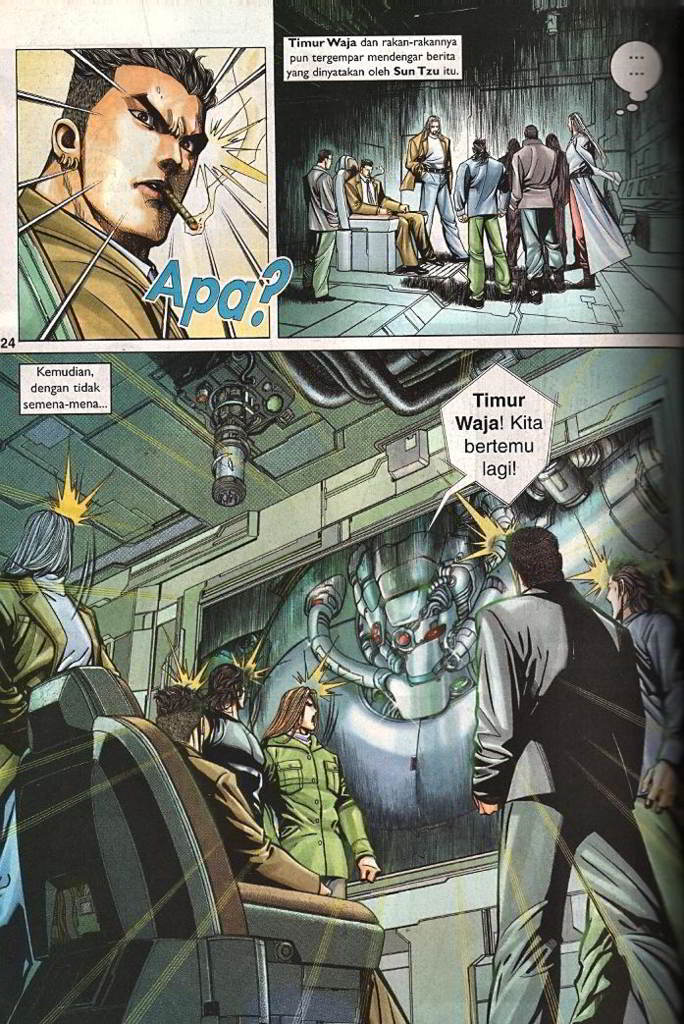 Apa?
Timur Waja dan rakan-rakannya
pun tergempar mendengar berita
yang dinyatakan oleh Sun Tzu itu.
...
...
24
Kemudian,
dengan tidak
semena-mena...
Timur
Waja! Kita
bertemu
lagi!